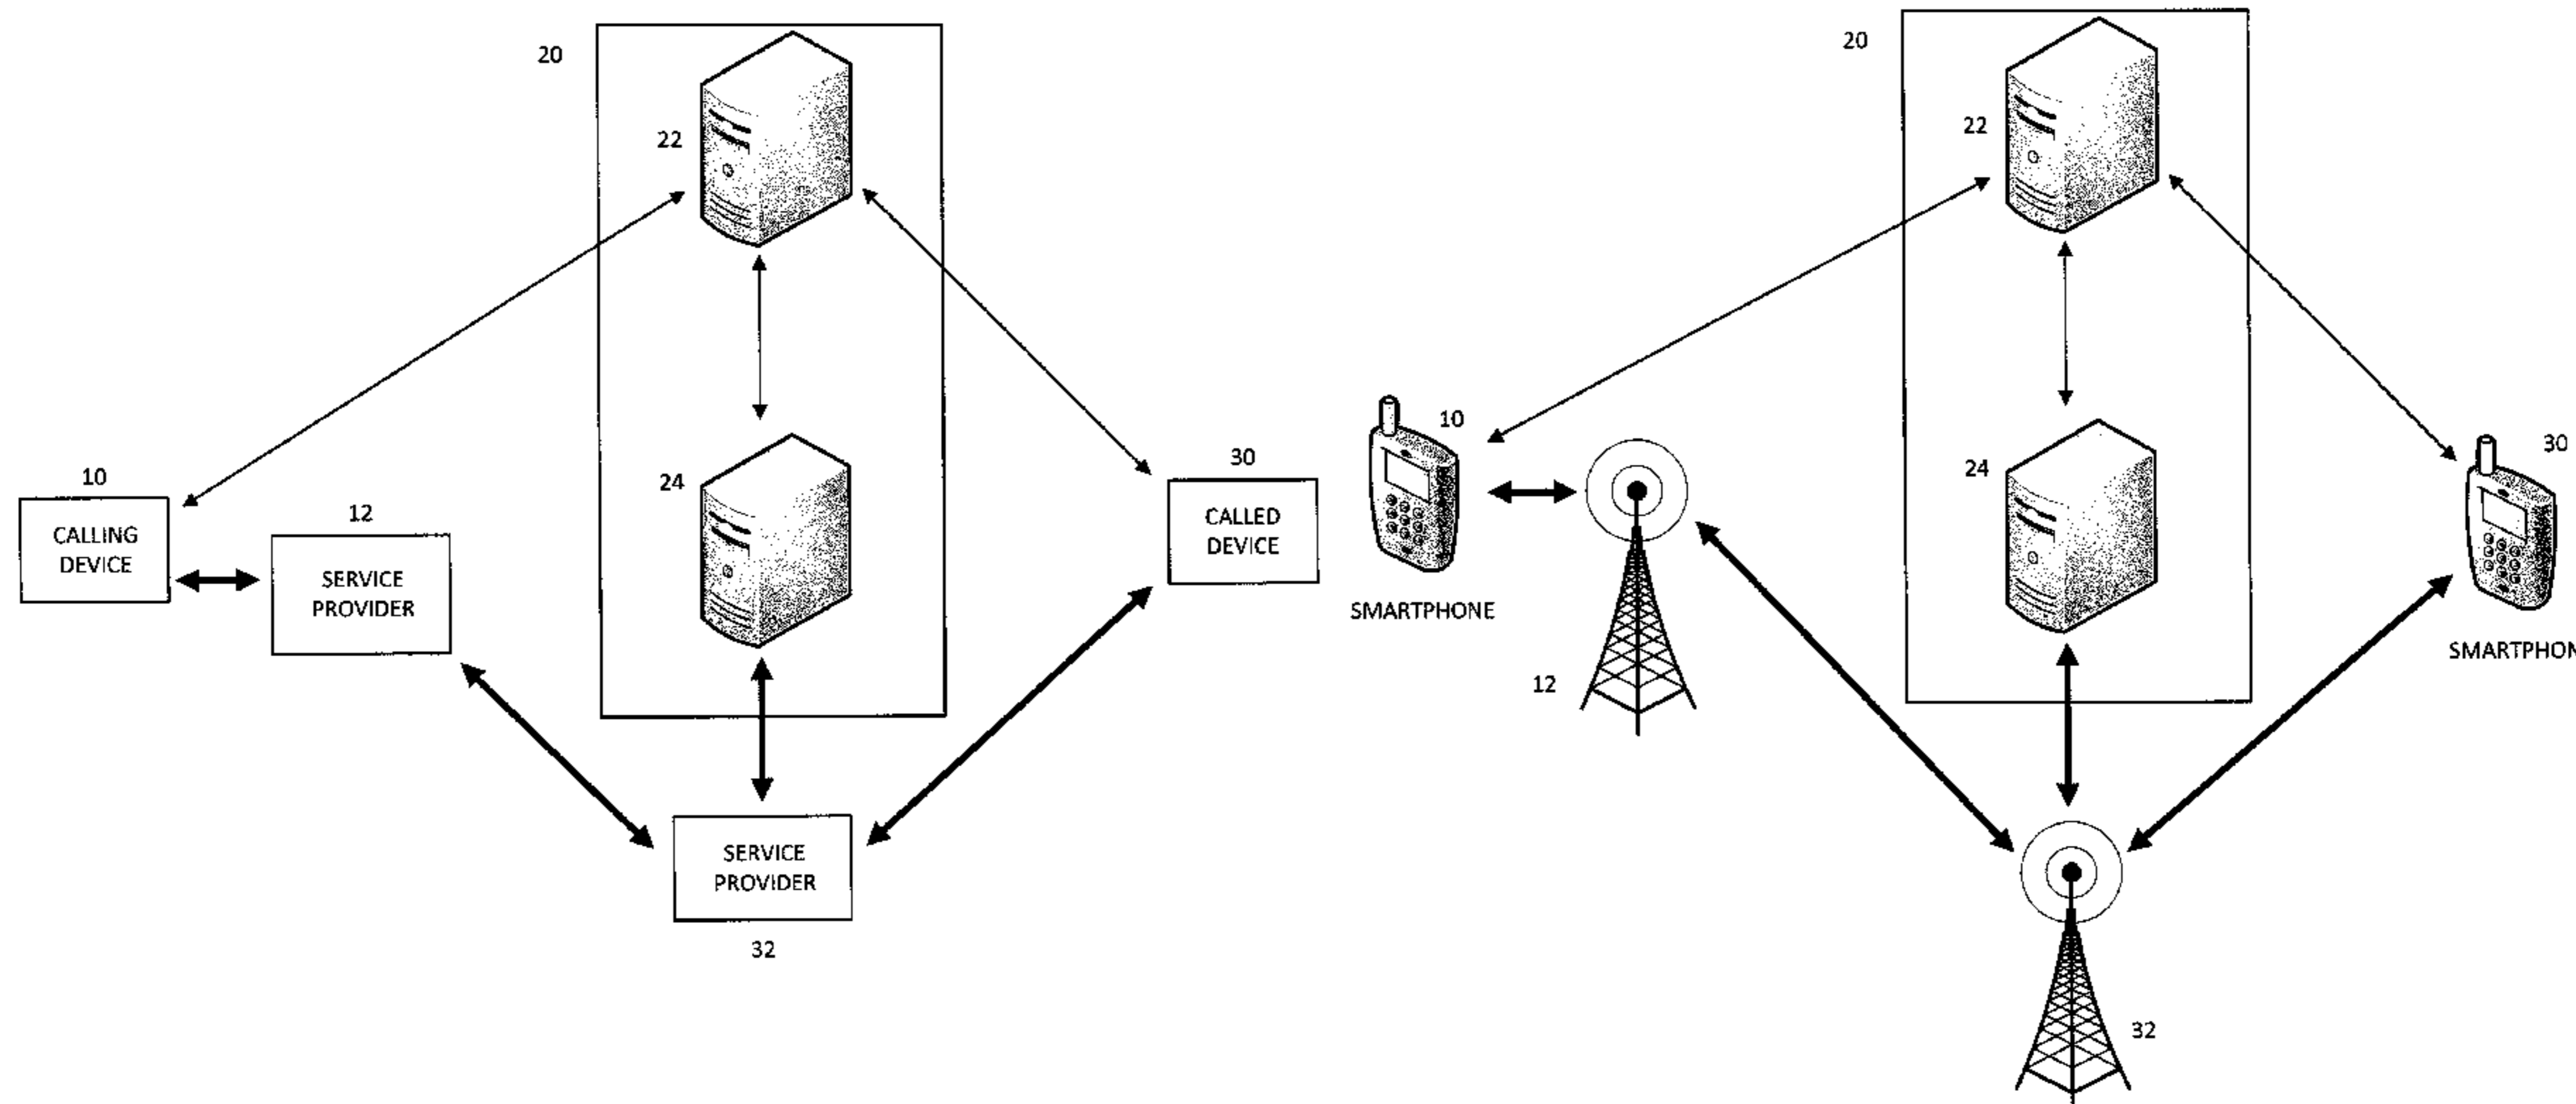 20
22
24
10
CALLING
DEVICE
12
SERVICE
PROVIDER
30
CALLED
DEVICE
SERVICE
PROVIDER
32
20
22
24
10
SMARTPHONE
12
30
SMARTPHON
32